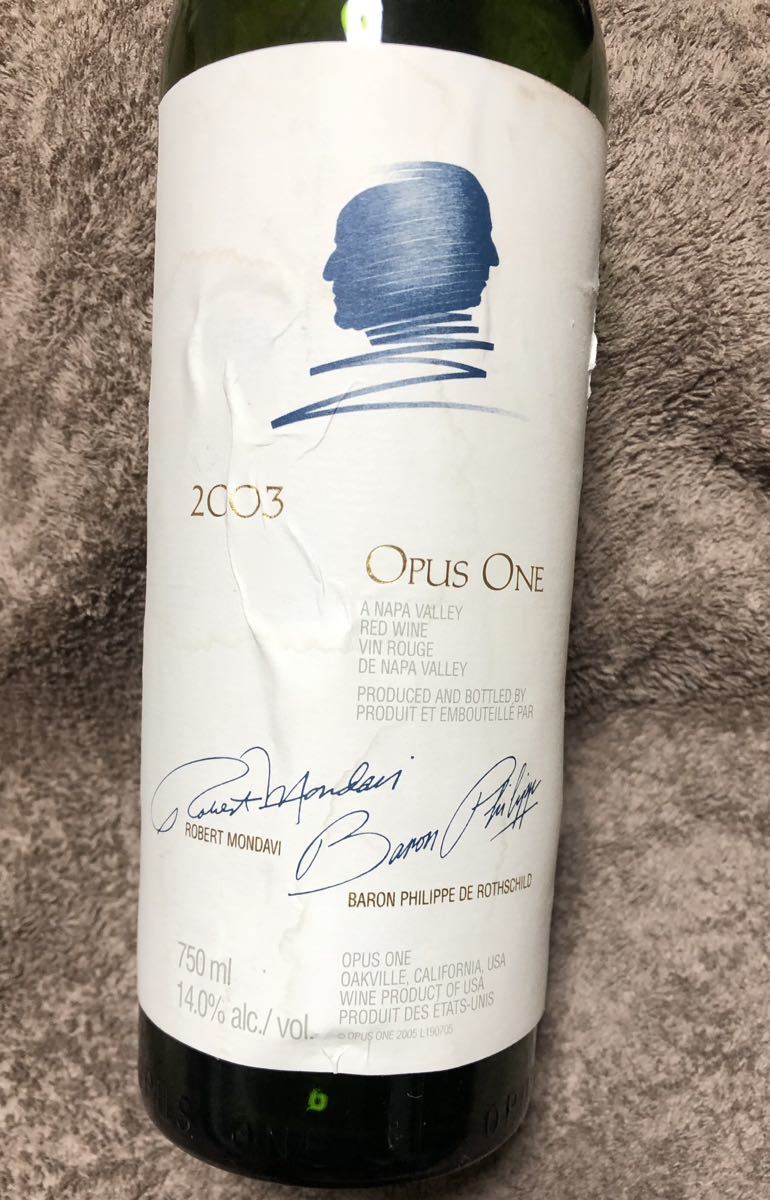 2003
OPUS ONE
A NAPA VALLEY
RED WINE
VIN ROUGE
DE NAPA VALLEY
PRODUCED AND BOTTLED BY
PRODUIT ET EMBOUTEILLÉ PAR
Robert Mondavi
ROBERT MONDAVI
Baron Philippe
BARON PHILIPPE DE ROTHSCHILD
750 ml
14.0% alc./ vol.
OPUS ONE
OAKVILLE, CALIFORNIA, USA
WINE PRODUCT OF USA
PRODUIT DES ETATS-UNIS
© OPUS ONE 2005 L190705
ONE